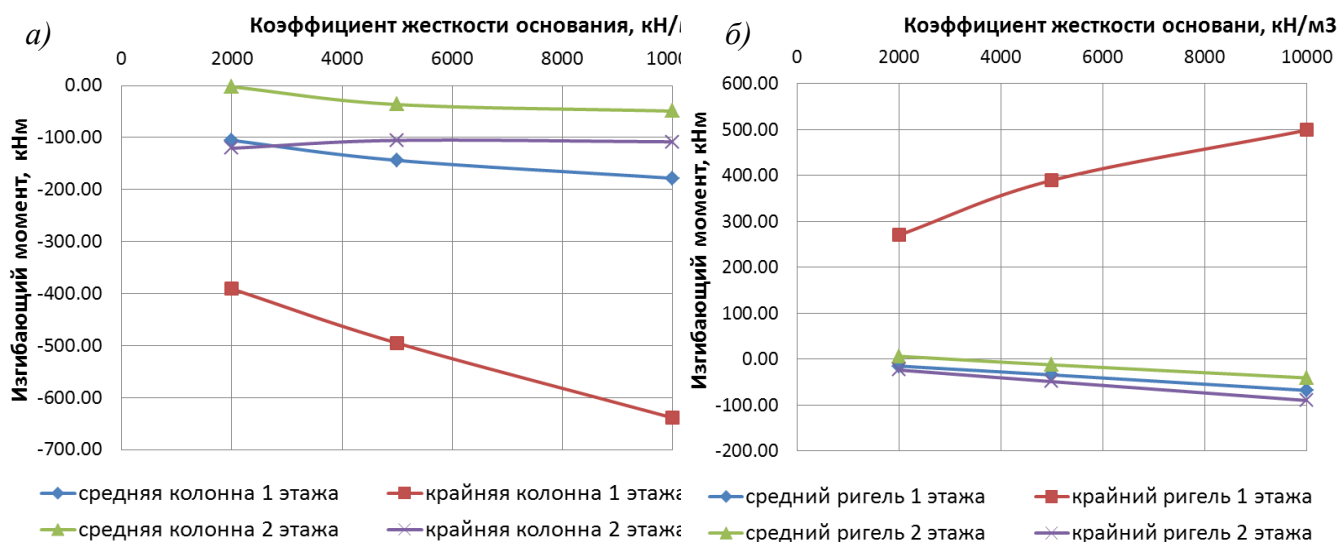 а)
Коэффициент жесткости основания, кН/
0 2000 4000 6000 8000 1000
0.00
-100.00
-200.00
-300.00
-400.00
-500.00
-600.00
-700.00
Изгибающий момент, кНм
средняя колонна 1 этажа
крайняя колонна 1 этажа
средняя колонна 2 этажа
крайняя колонна 2 этажа
б)
Коэффициент жесткости основани, кН/м3
0 2000 4000 6000 8000 10000
600.00
500.00
400.00
300.00
200.00
100.00
0.00
-100.00
-200.00
Изгибающий момент, кНм
средний ригель 1 этажа
крайний ригель 1 этажа
средний ригель 2 этажа
крайний ригель 2 этажа